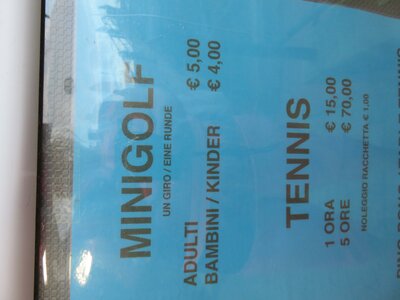 MINIGOLF
UN GIRO / EINE RUNDE
ADULTI € 5,00
BAMBINI / KINDER € 4,00
TENNIS
1 ORA € 15,00
5 ORE € 70,00
NOLEGGIO RACCHETTA € 1,00